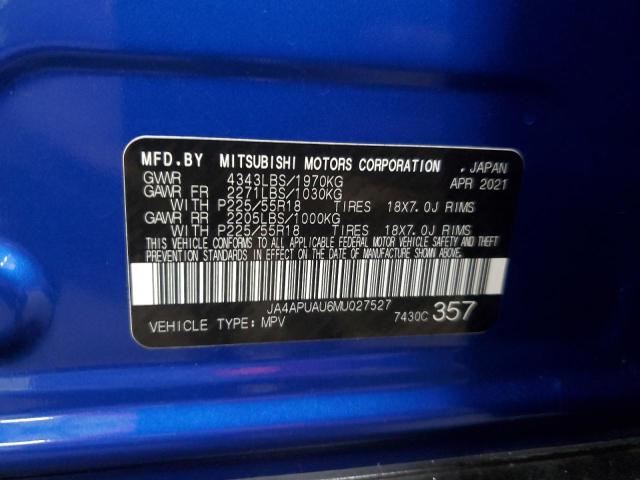 MFD.BY MITSUBISHI MOTORS CORPORATION . JAPAN
GVWR 4343LBS/1970KG APR 2021
GAWR FR 2271LBS/1030KG
WITH P225/55R18 TIRES 18X7.0J RIMS
GAWR RR 2205LBS/1000KG
WITH P225/55R18 TIRES 18X7.0J RIMS
THIS VEHICLE CONFORMS TO ALL APPLICABLE FEDERAL MOTOR VEHICLE SAFETY AND THEFT
PREVENTION STANDARDS IN EFFECT ON THE DATE OF MANUFACTURE SHOWN ABOVE.
JA4APUAU6MU027527
VEHICLE TYPE: MPV 7430C 357